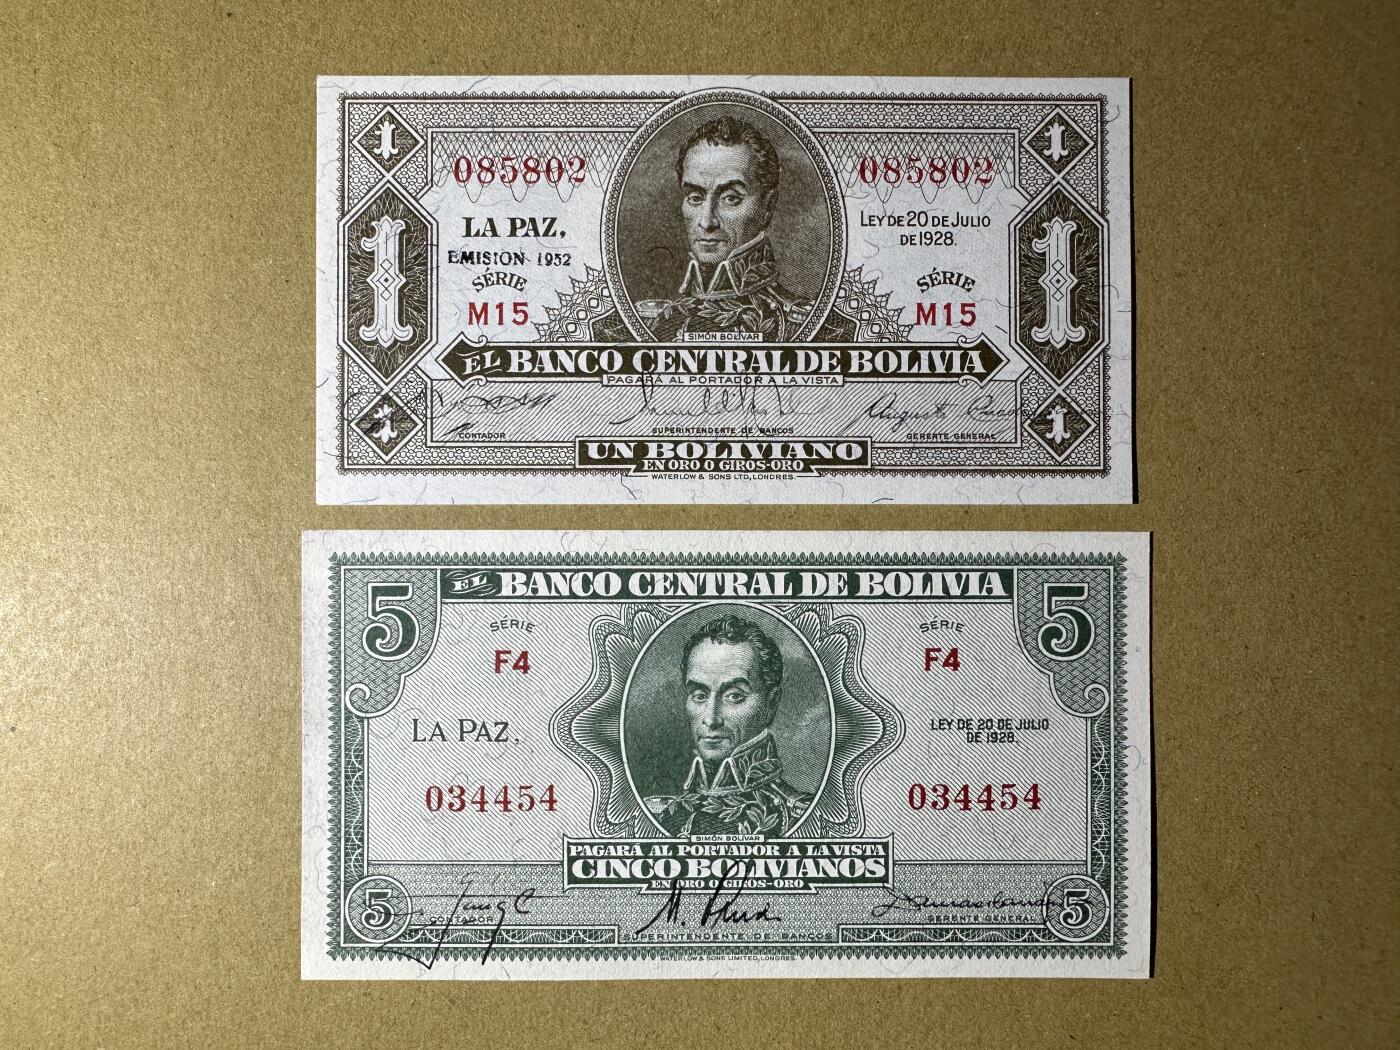 1 1
085802 085802
LA PAZ, LEY DE 20 DE JULIO
DE 1928.
EMISION 1952
SÉRIE SÉRIE
M15 M15
1 1
SIMÓN BOLIVAR
EL BANCO CENTRAL DE BOLIVIA
PAGARÁ AL PORTADOR A LA VISTA
1 1
CONTADOR SUPERINTENDENTE DE BANCOS GERENTE GENERAL
UN BOLIVIANO
EN ORO O GIROS-ORO
WATERLOW & SONS LTD, LONDRES.
5 EL BANCO CENTRAL DE BOLIVIA 5
SÉRIE SÉRIE
F4 F4
LA PAZ, LEY DE 20 DE JULIO
DE 1928.
034454 034454
SIMÓN BOLIVAR
PAGARÁ AL PORTADOR A LA VISTA
CINCO BOLIVIANOS
EN ORO O GIROS-ORO
5 5
CONTADOR SUPERINTENDENTE DE BANCOS GERENTE GENERAL
WATERLOW & SONS LIMITED, LONDRES.